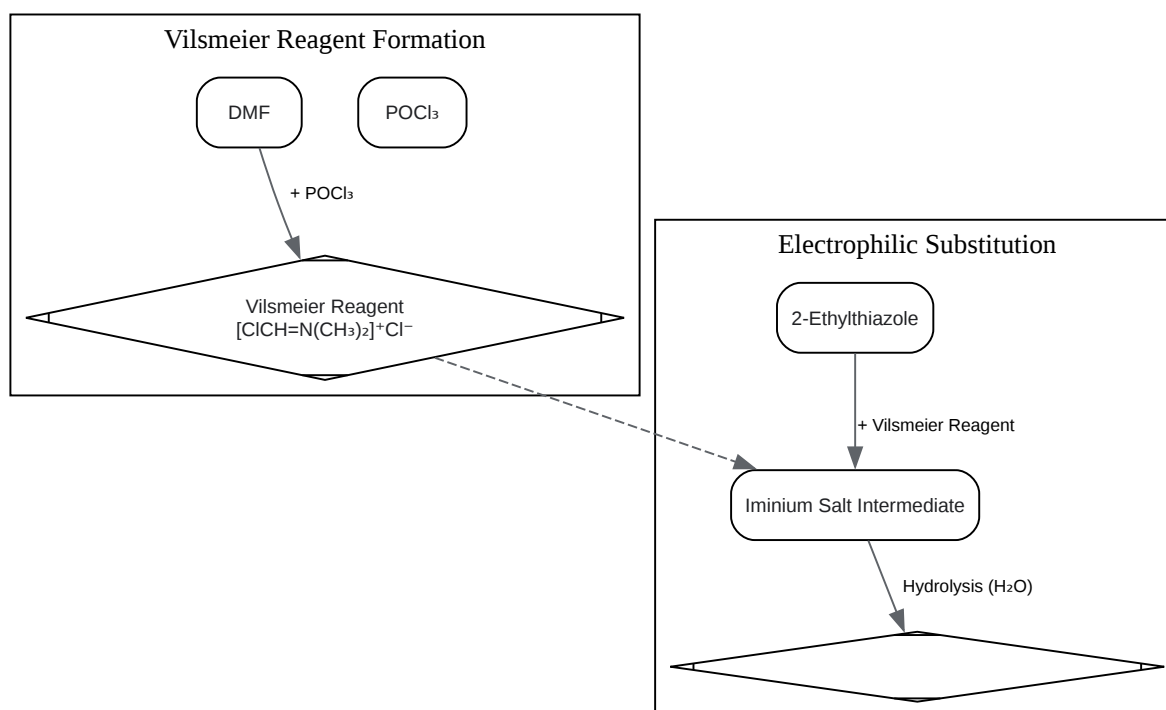 Vilsmeier Reagent Formation
DMF
POCl₃
+ POCl₃
Vilsmeier Reagent
[ClCH=N(CH₃)₂]⁺Cl⁻
Electrophilic Substitution
2-Ethylthiazole
+ Vilsmeier Reagent
Iminium Salt Intermediate
Hydrolysis (H₂O)